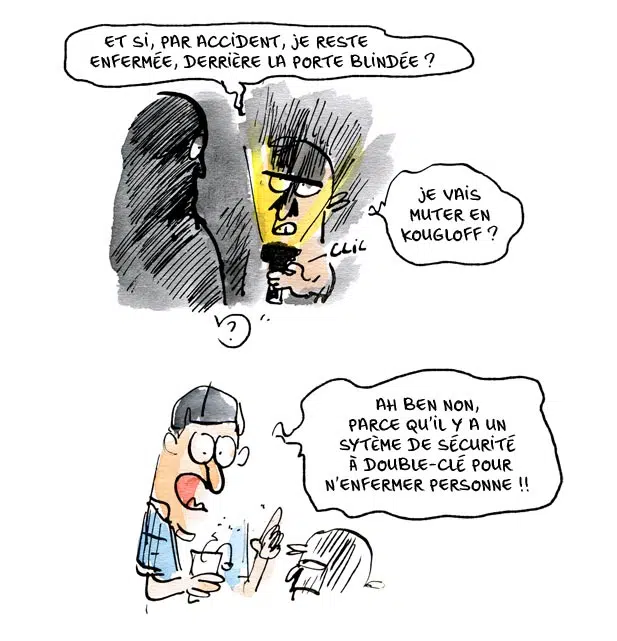 ET SI, PAR ACCIDENT, JE RESTE
ENFERMÉE, DERRIÈRE LA PORTE BLINDÉE ?
JE VAIS
MUTER EN
KOUGLOFF ?
CLIC
?
AH BEN NON,
PARCE QU'IL Y A UN
SYTÈME DE SÉCURITÉ
À DOUBLE-CLÉ POUR
N'ENFERMER PERSONNE !!